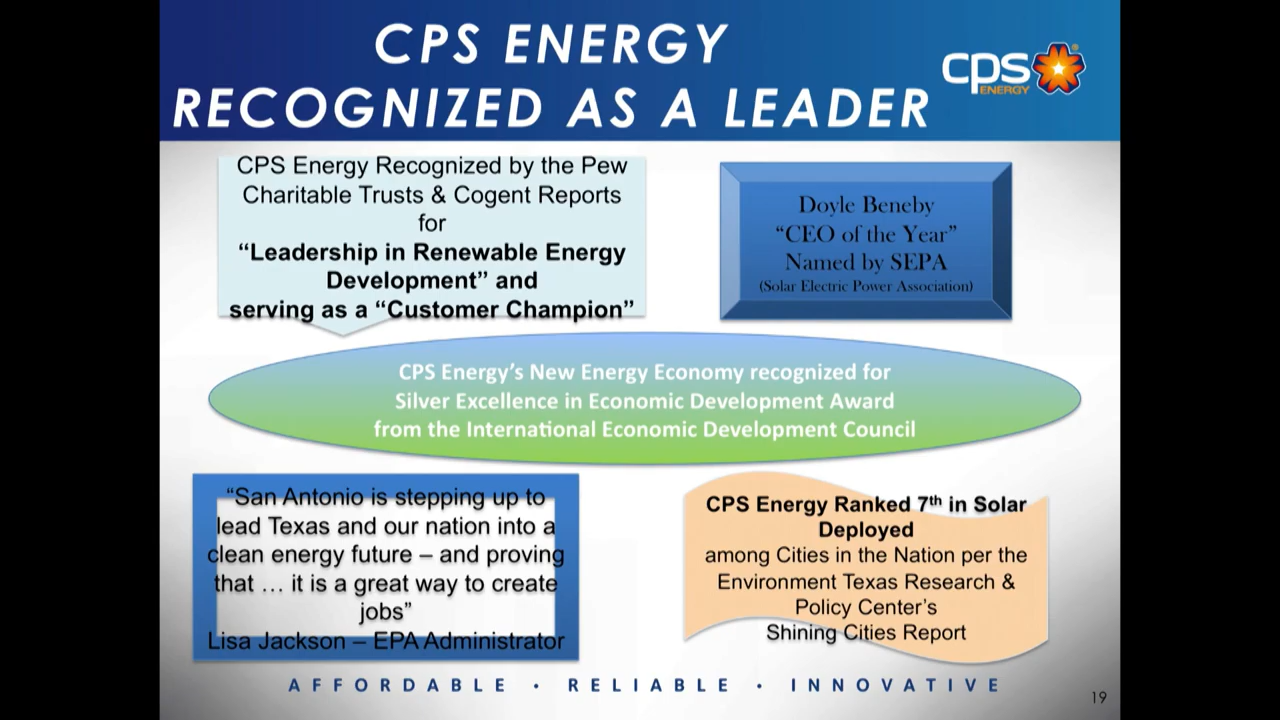 CPS ENERGY
RECOGNIZED AS A LEADER
cps
ENERGY
CPS Energy Recognized by the Pew
Charitable Trusts & Cogent Reports
for
“Leadership in Renewable Energy
Development” and
serving as a “Customer Champion”
Doyle Beneby
“CEO of the Year”
Named by SEPA
(Solar Electric Power Association)
CPS Energy’s New Energy Economy recognized for
Silver Excellence in Economic Development Award
from the International Economic Development Council
“San Antonio is stepping up to
lead Texas and our nation into a
clean energy future – and proving
that … it is a great way to create
jobs”
Lisa Jackson – EPA Administrator
CPS Energy Ranked 7th in Solar
Deployed
among Cities in the Nation per the
Environment Texas Research &
Policy Center’s
Shining Cities Report
AFFORDABLE · RELIABLE · INNOVATIVE
19